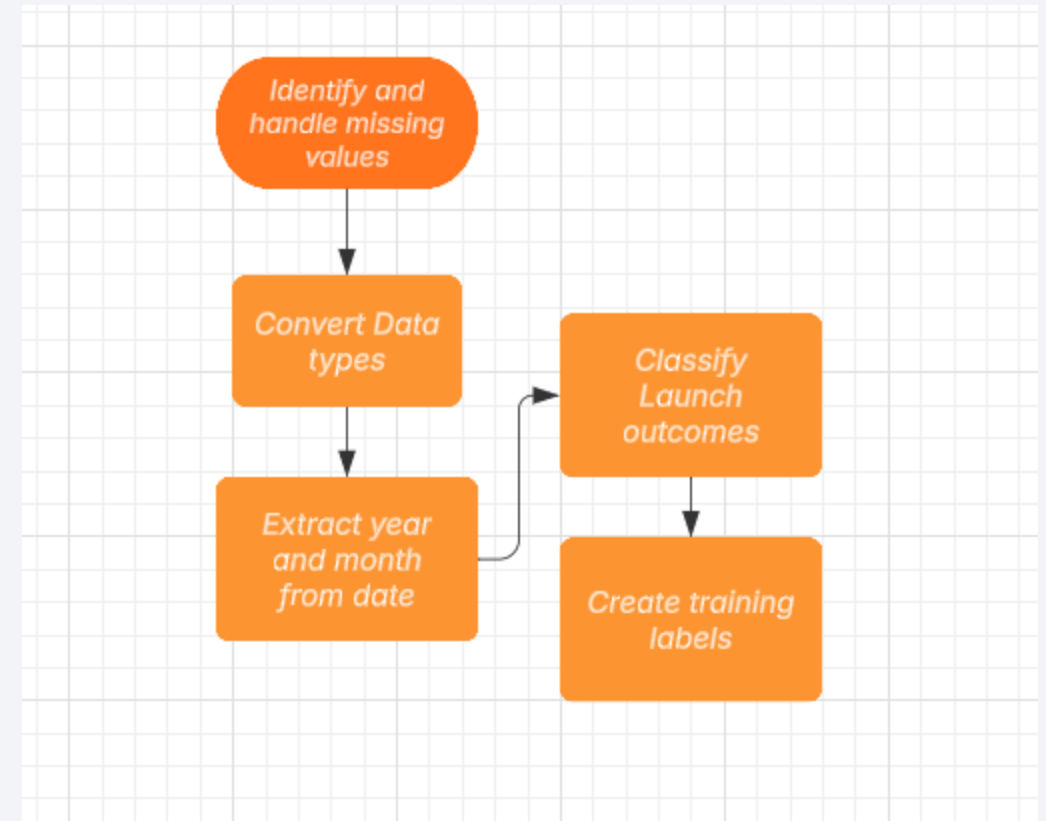 Identify and
handle missing
values
Convert Data
types
Extract year
and month
from date
Classify
Launch
outcomes
Create training
labels